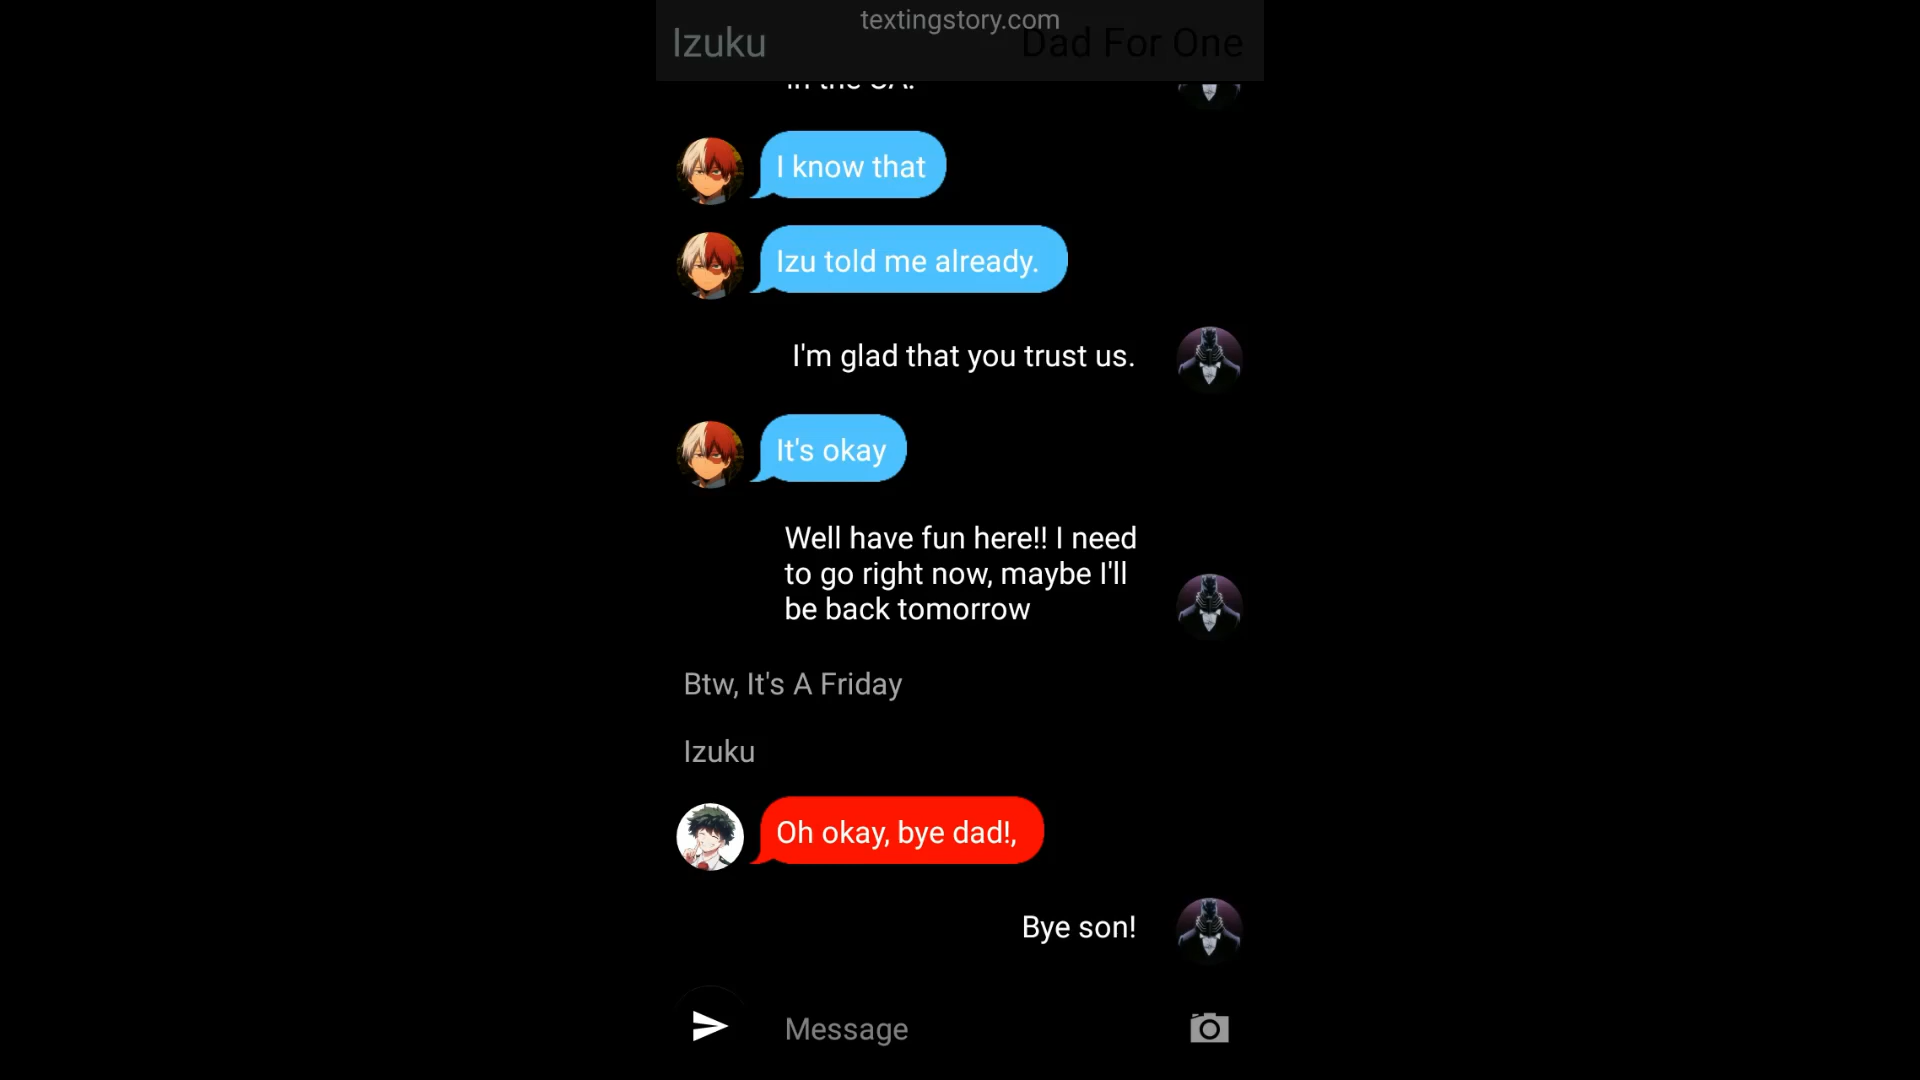 textingstory.com
Izuku
Dad For One
I know that
Izu told me already.
I'm glad that you trust us.
It's okay
Well have fun here!! I need
to go right now, maybe I'll
be back tomorrow
Btw, It's A Friday
Izuku
Oh okay, bye dad!,
Bye son!
Message